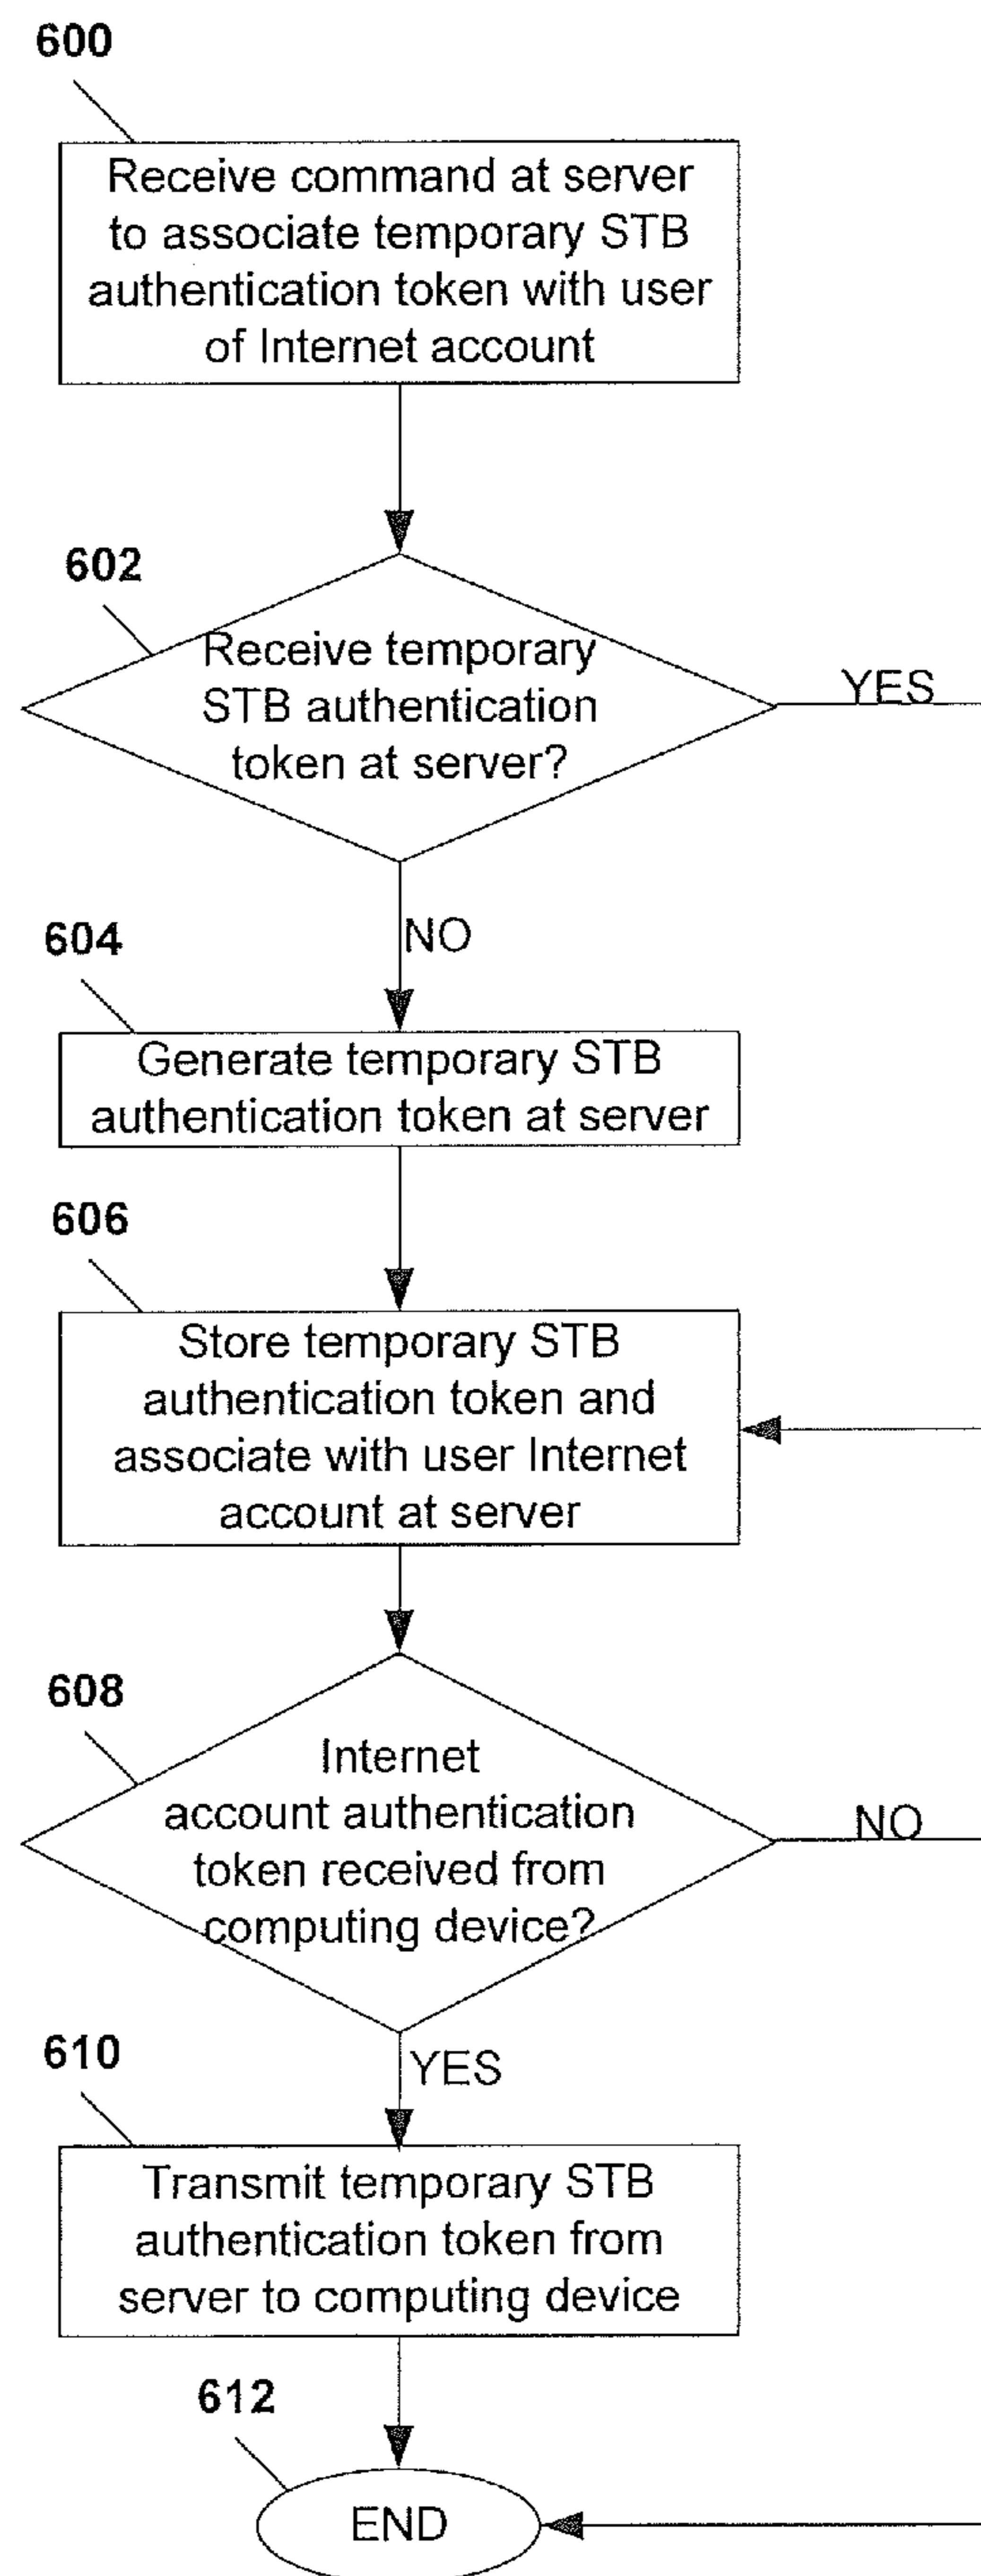 600
Receive command at server
to associate temporary STB
authentication token with user
of Internet account
602
Receive temporary
STB authentication
token at server?
YES
NO
604
Generate temporary STB
authentication token at server
606
Store temporary STB
authentication token and
associate with user Internet
account at server
608
Internet
account authentication
token received from
computing device?
NO
YES
610
Transmit temporary STB
authentication token from
server to computing device
612
END